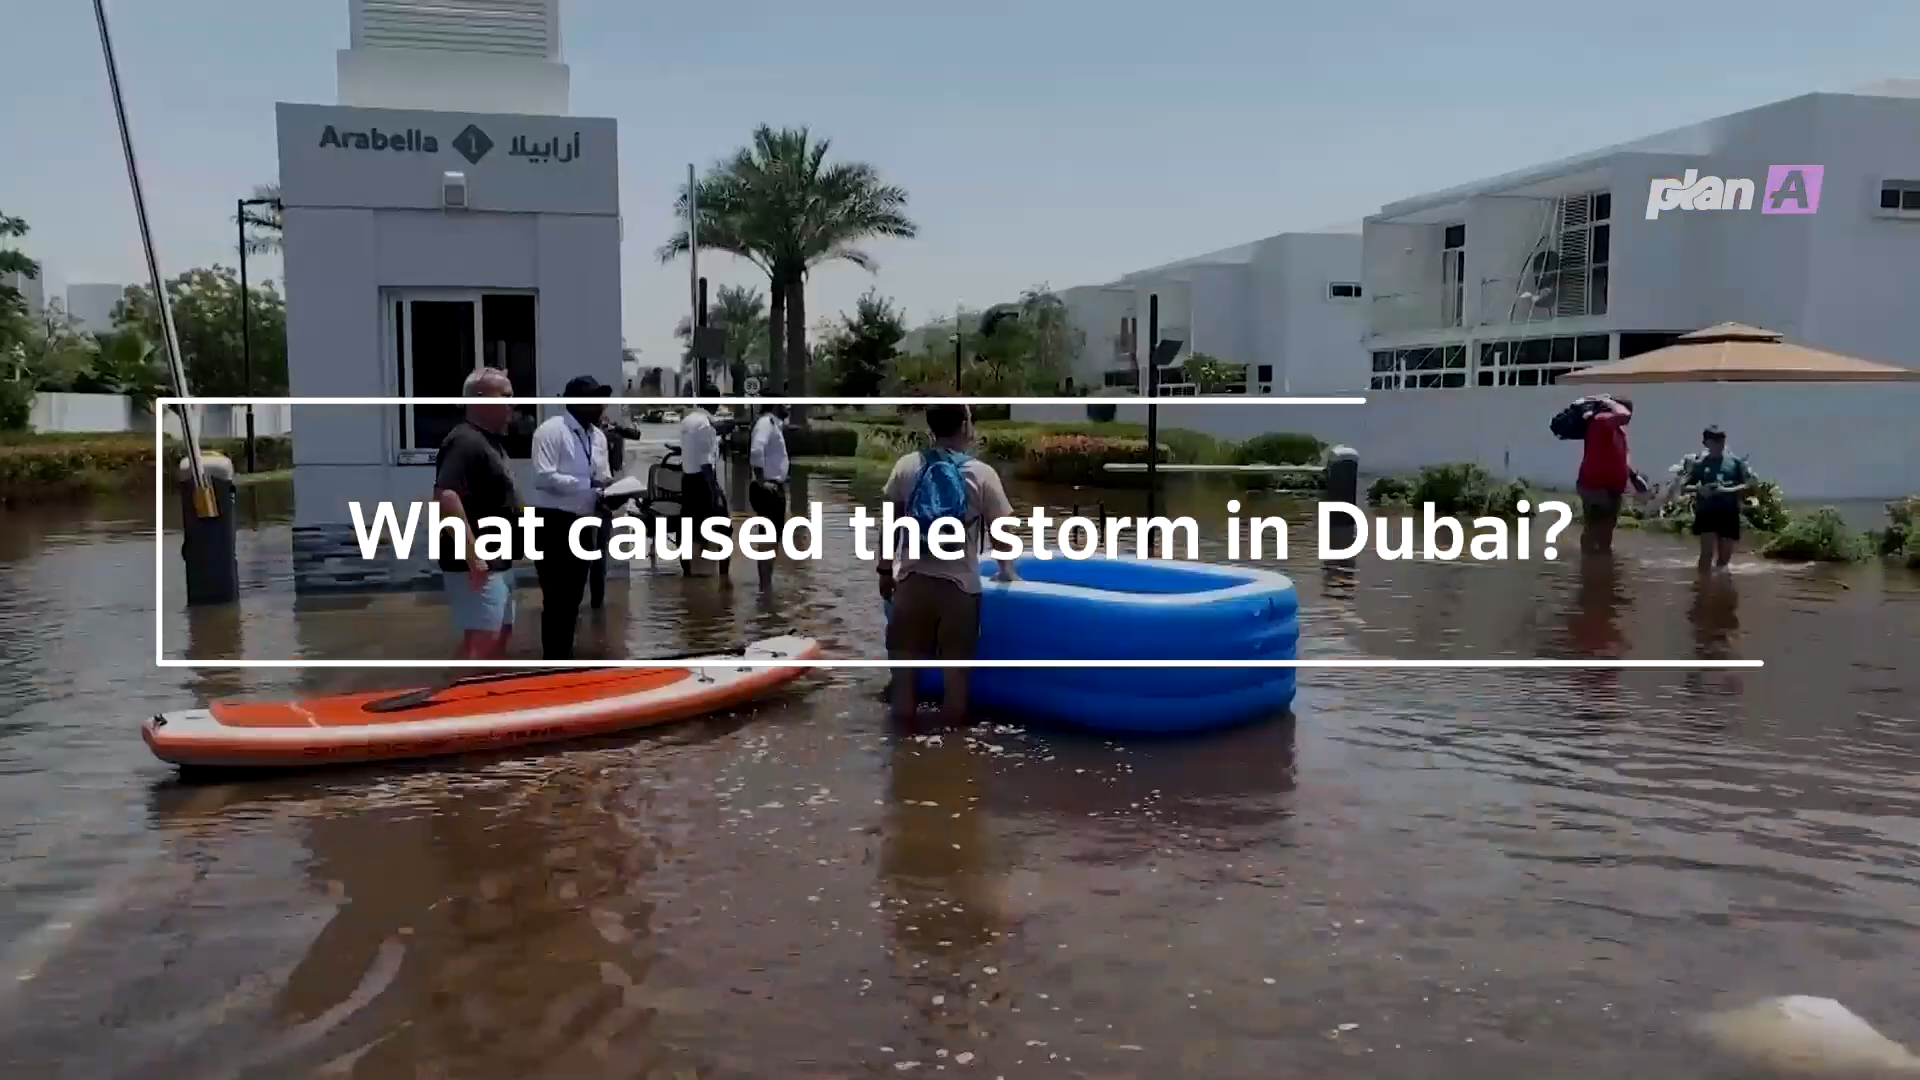 Arabella 1 أرابيلا
plan A
What caused the storm in Dubai?